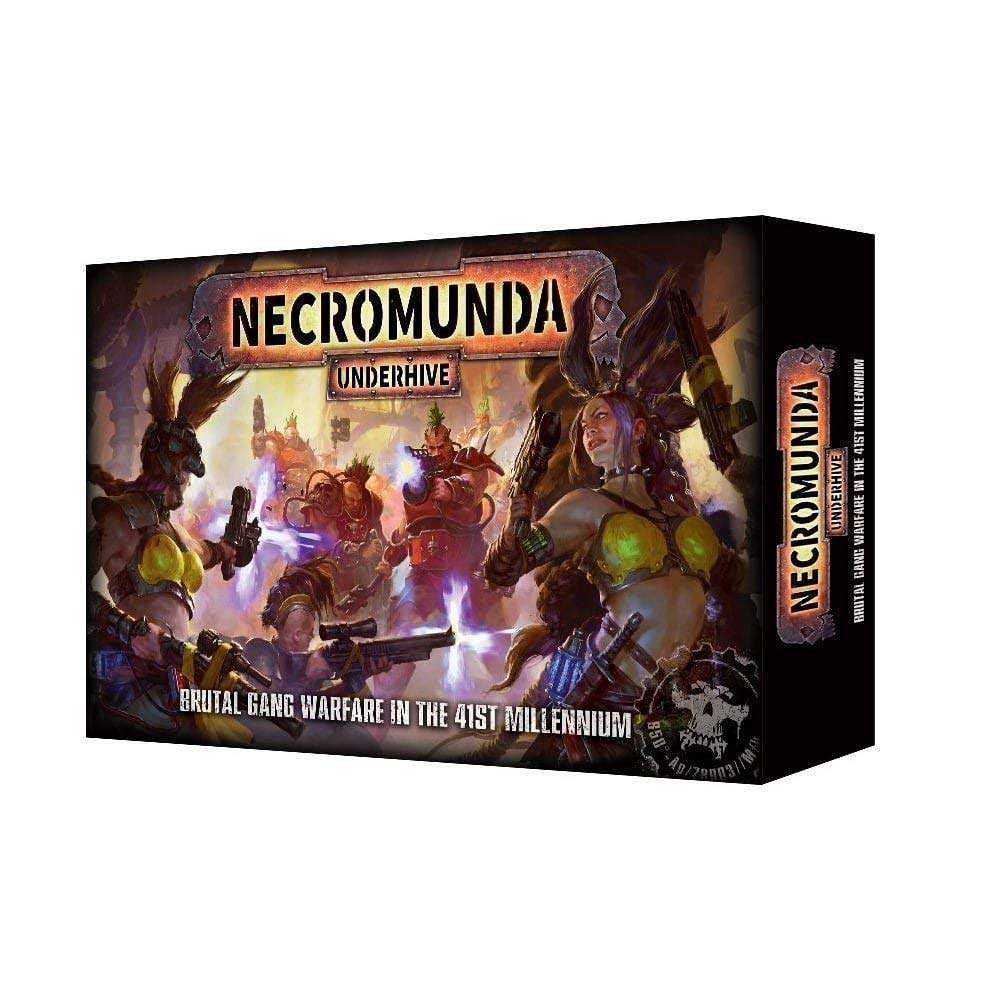 NECROMUNDA
UNDERHIVE
BRUTAL GANG WARFARE IN THE 41ST MILLENNIUM
NECROMUNDA
UNDERHIVE
BRUTAL GANG WARFARE IN THE 41ST MILLENNIUM